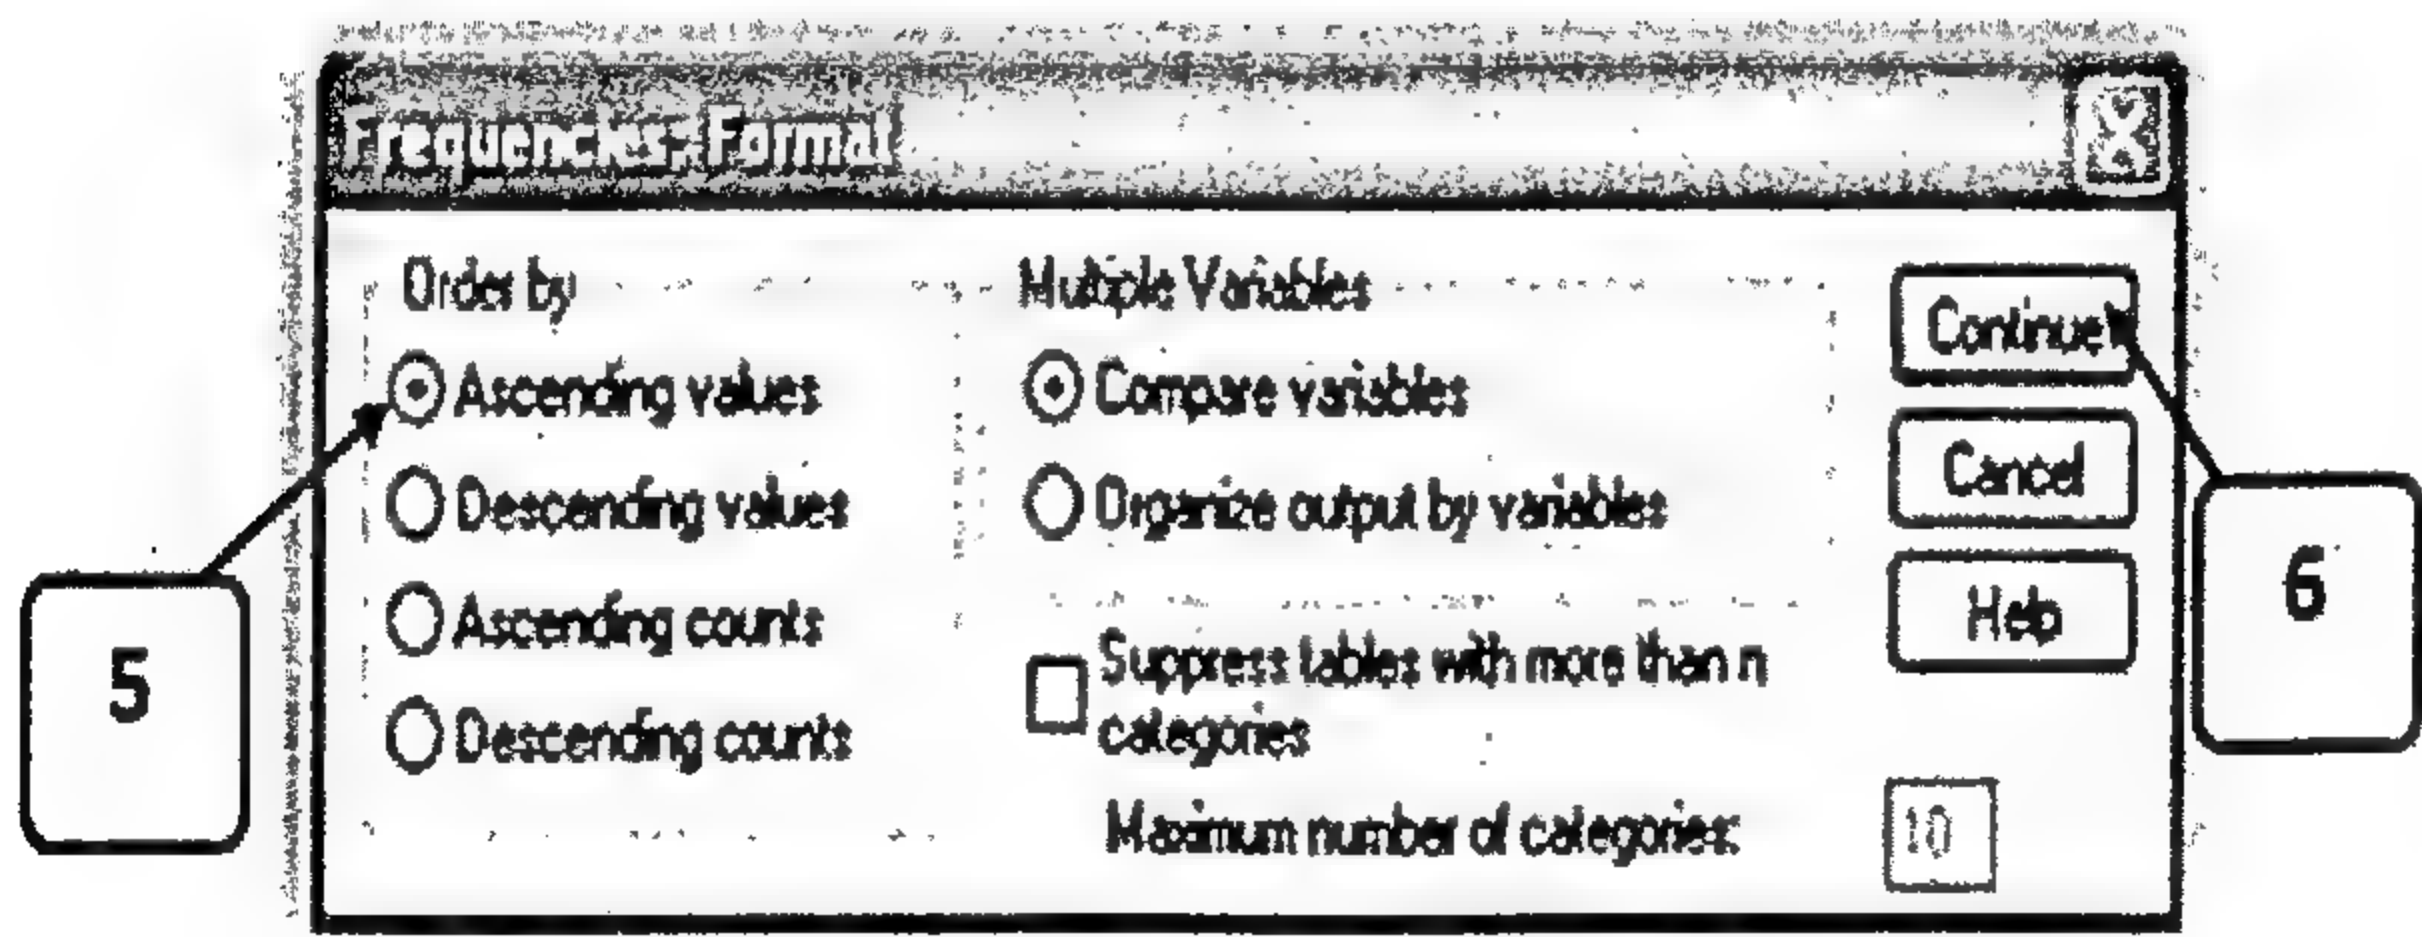 Frequencies: Format
X
Order by
Ascending values
Descending values
Ascending counts
Descending counts
Multiple Variables
Compare variables
Organize output by variables
Suppress tables with more than n
categories
Maximum number of categories:
10
Continue
Cancel
Help
5
6